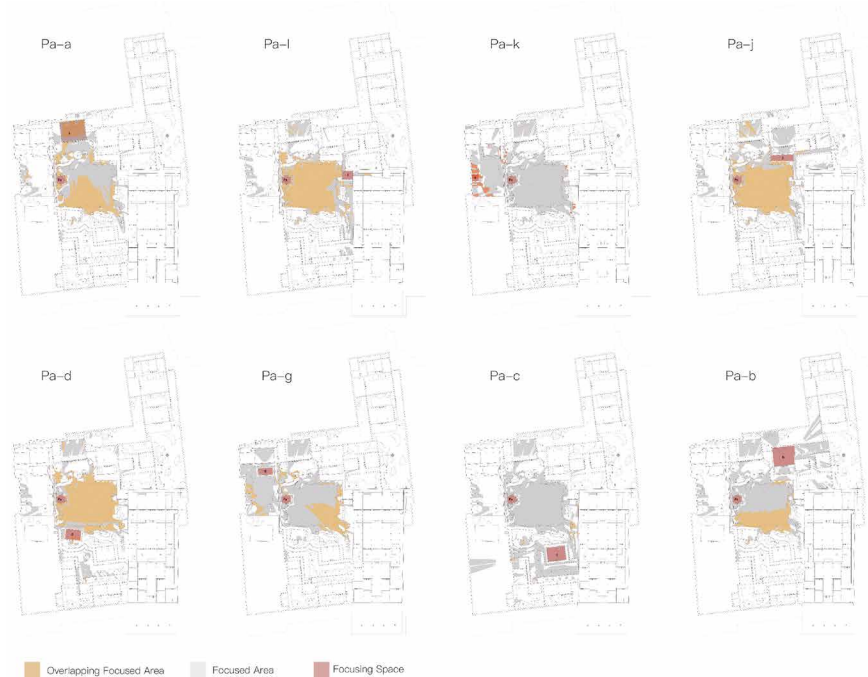 Pa-a
Pa-l
Pa-k
Pa-j
Pa-d
Pa-g
Pa-c
Pa-b
Overlapping Focused Area
Focused Area
Focusing Space